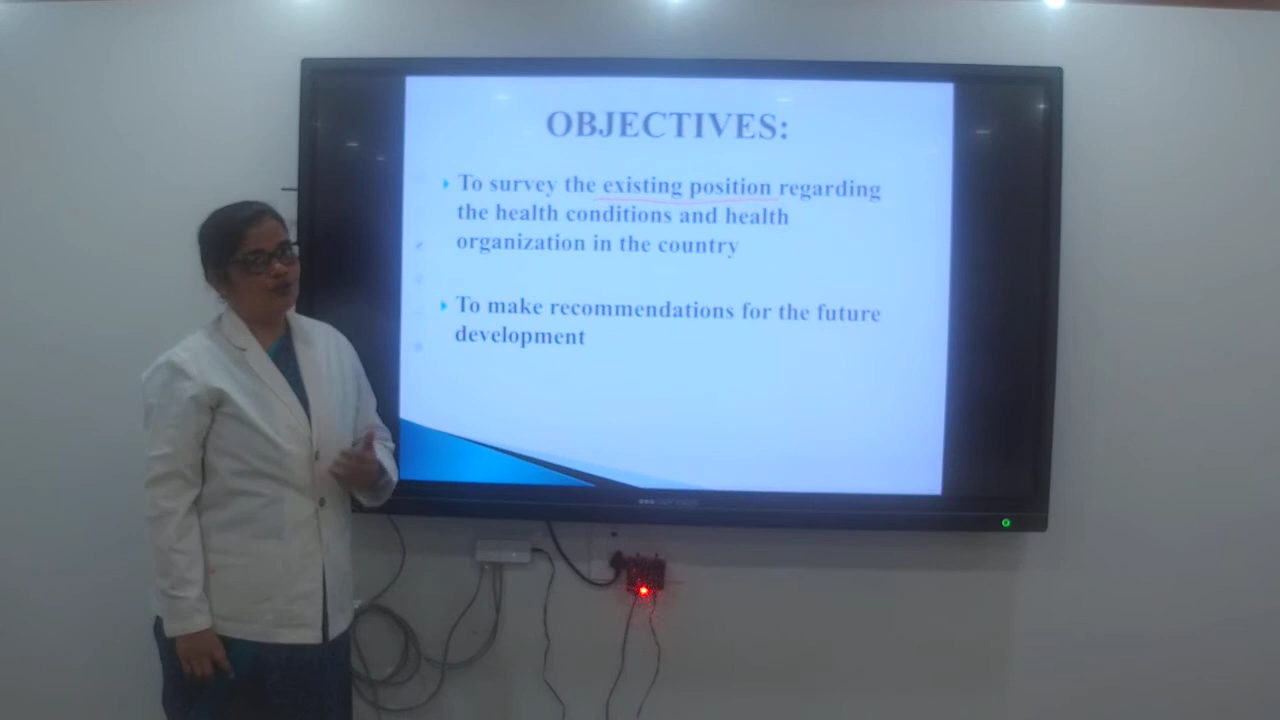 OBJECTIVES:
To survey the existing position regarding
the health conditions and health
organization in the country
To make recommendations for the future
development